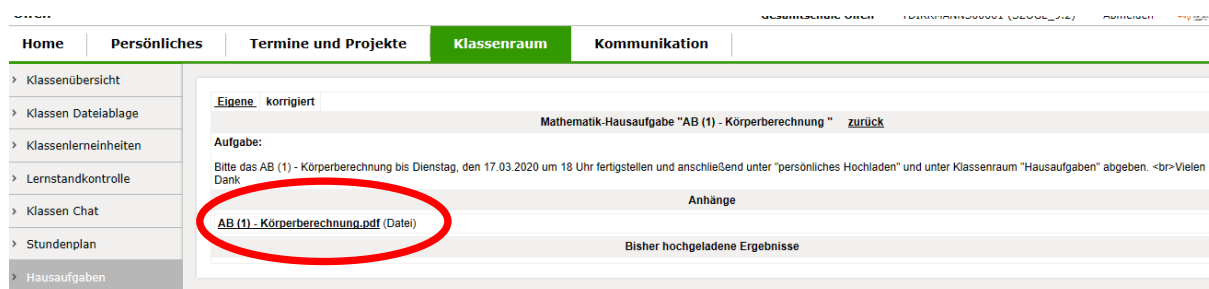 Home Persönliches Termine und Projekte Klassenraum Kommunikation
Klassenübersicht
Klassen Dateiablage
Klassenlerneinheiten
Lernstandkontrolle
Klassen Chat
Stundenplan
Hausaufgaben
Eigene korrigiert
Mathematik-Hausaufgabe "AB (1) - Körperberechnung " zurück
Aufgabe:
Bitte das AB (1) - Körperberechnung bis Dienstag, den 17.03.2020 um 18 Uhr fertigstellen und anschließend unter "persönliches Hochladen" und unter Klassenraum "Hausaufgaben" abgeben. <br>Vielen
Dank
Anhänge
AB (1) - Körperberechnung.pdf (Datei)
Bisher hochgeladene Ergebnisse